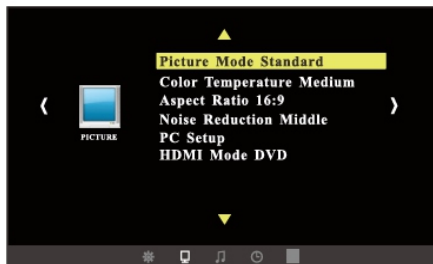 Picture Mode Standard
Color Temperature Medium
Aspect Ratio 16:9
Noise Reduction Middle
PICTURE
PC Setup
HDMI Mode DVD